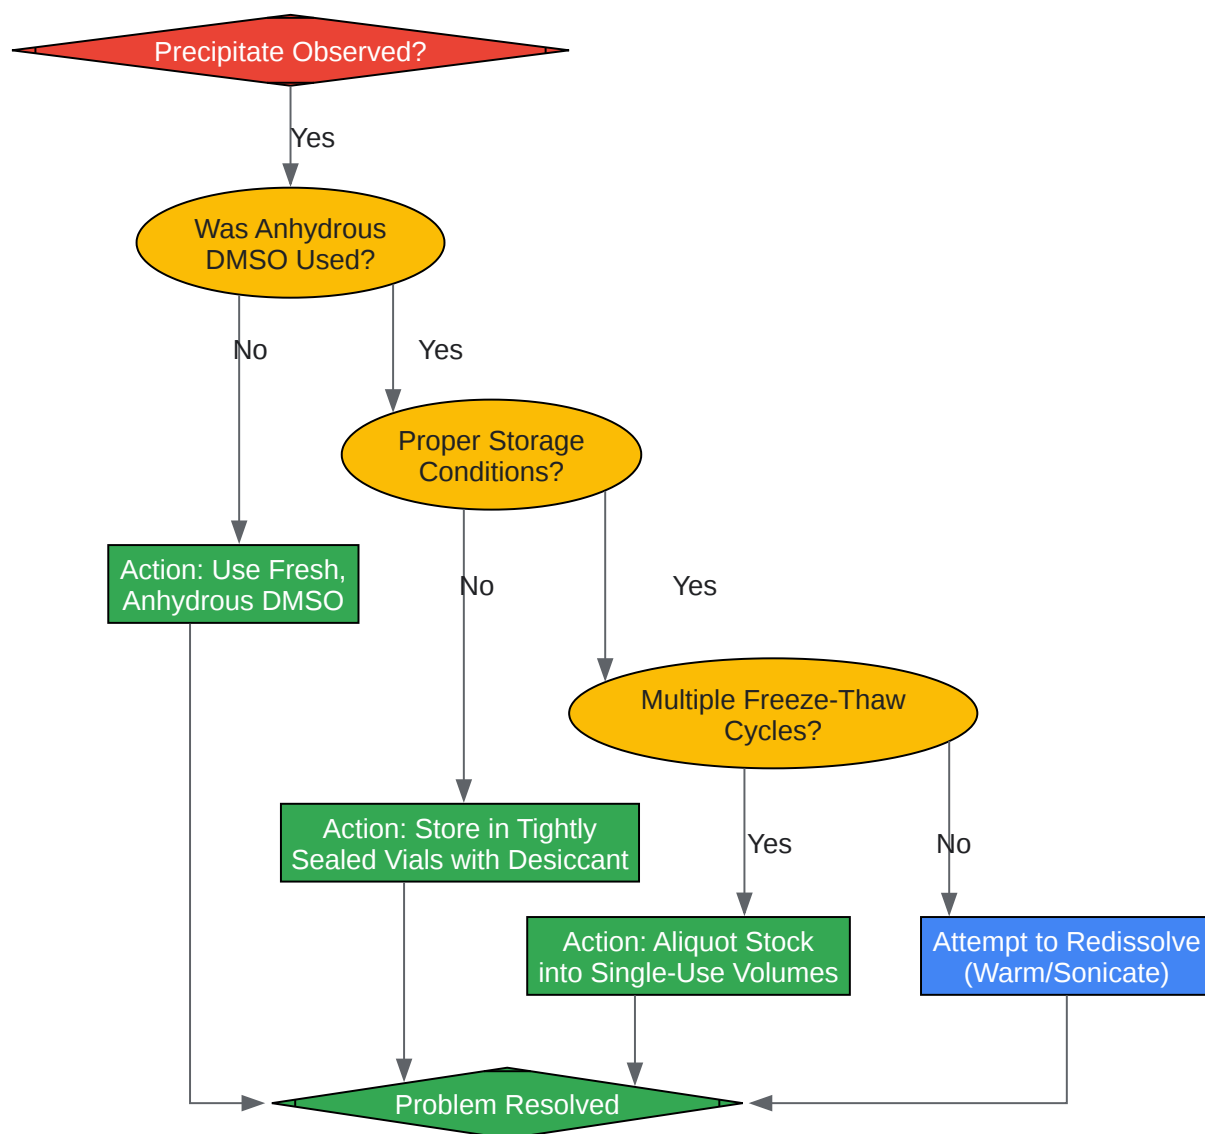 Precipitate Observed?
Yes
Was Anhydrous
DMSO Used?
No
Yes
Proper Storage
Conditions?
Action: Use Fresh,
Anhydrous DMSO
No
Yes
Multiple Freeze-Thaw
Cycles?
Action: Store in Tightly
Sealed Vials with Desiccant
Yes
No
Action: Aliquot Stock
into Single-Use Volumes
Attempt to Redissolve
(Warm/Sonicate)
Problem Resolved